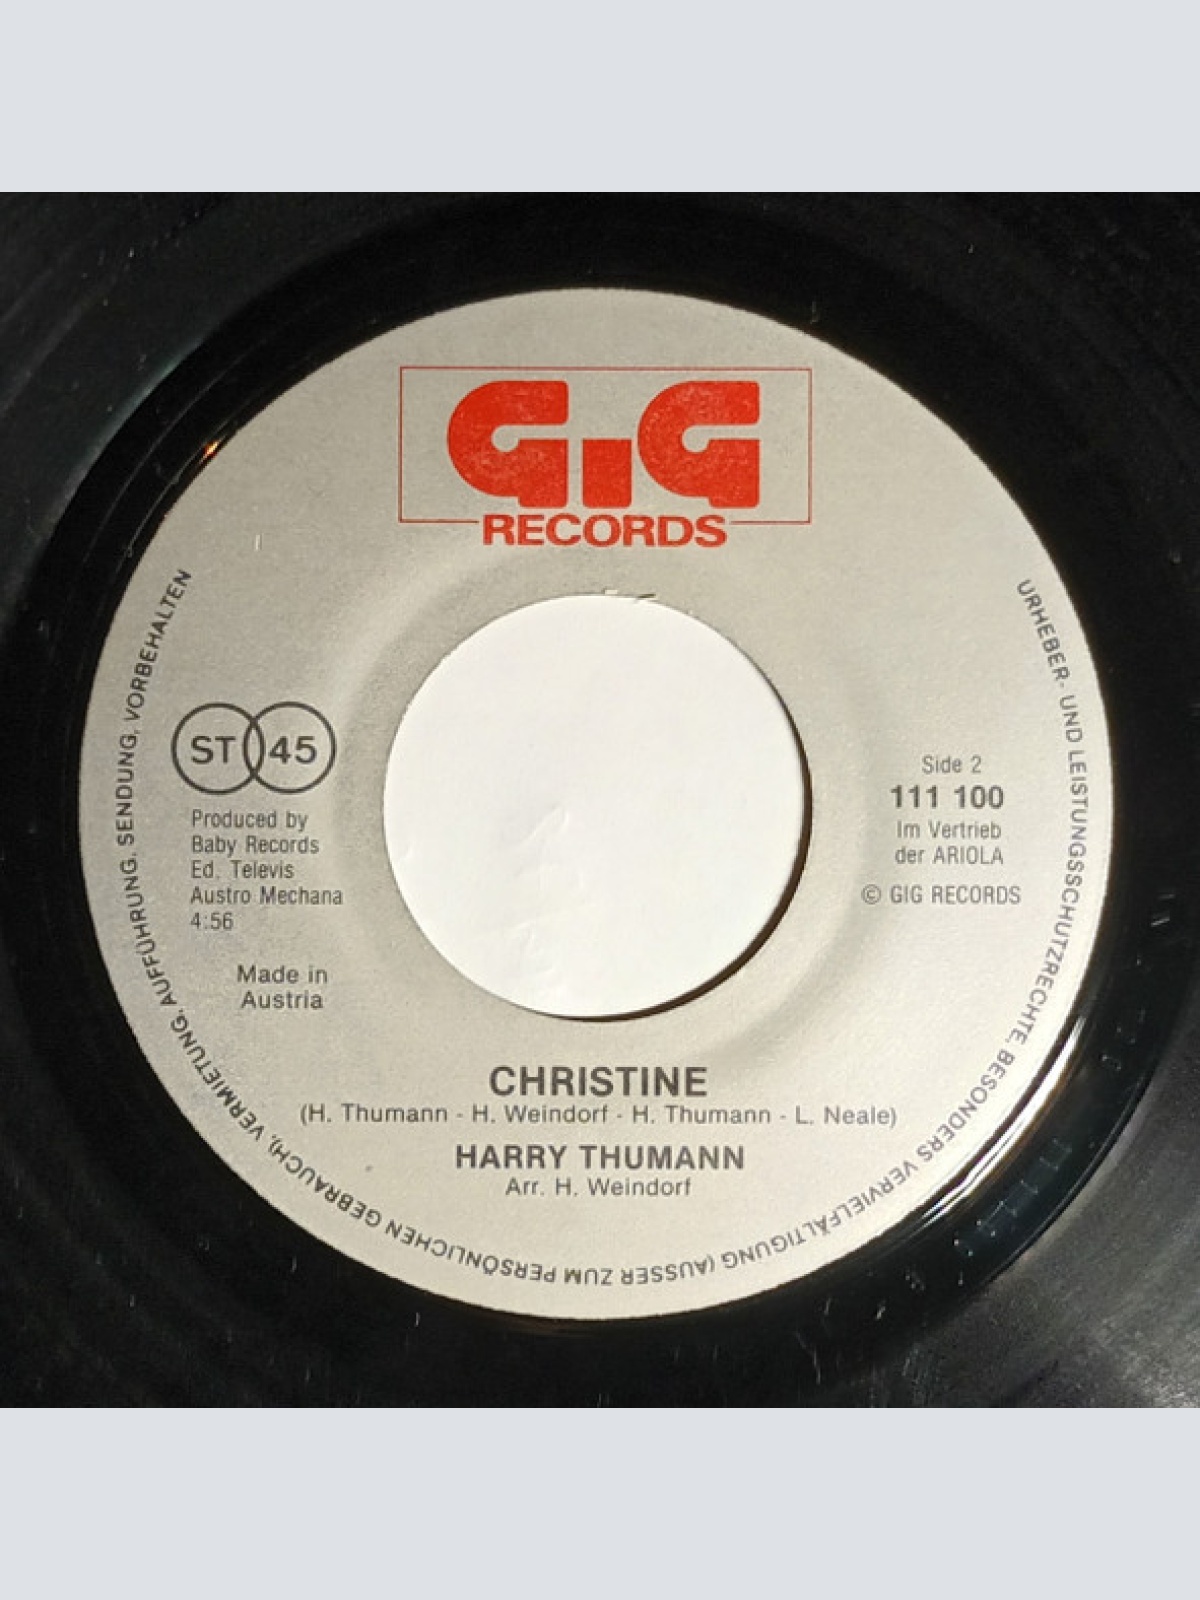 GIG
RECORDS
ST 45
Produced by
Baby Records
Ed. Televis
Austro Mechana
4:56
Made in
Austria
Side 2
111 100
Im Vertrieb
der ARIOLA
© GIG RECORDS
CHRISTINE
(H. Thumann - H. Weindorf - H. Thumann - L. Neale)
HARRY THUMANN
Arr. H. Weindorf
URHEBER- UND LEISTUNGSSCHUTZRECHTE, BESONDERS VERVIELFÄLTIGUNG (AUSSER ZUM PERSÖNLICHEN GEBRAUCH), VERMIETUNG, AUFFÜHRUNG, SENDUNG, VORBEHALTEN